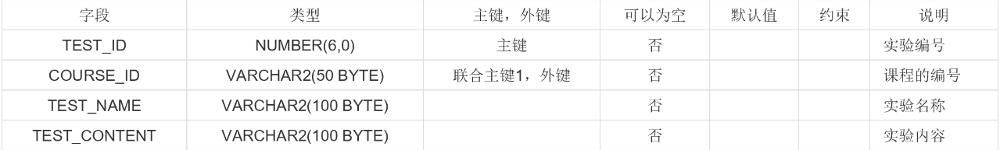 字段 类型 主键，外键 可以为空 默认值 约束 说明
TEST_ID NUMBER(6,0) 主键 否 实验编号
COURSE_ID VARCHAR2(50 BYTE) 联合主键1，外键 否 课程的编号
TEST_NAME VARCHAR2(100 BYTE) 否 实验名称
TEST_CONTENT VARCHAR2(100 BYTE) 否 实验内容